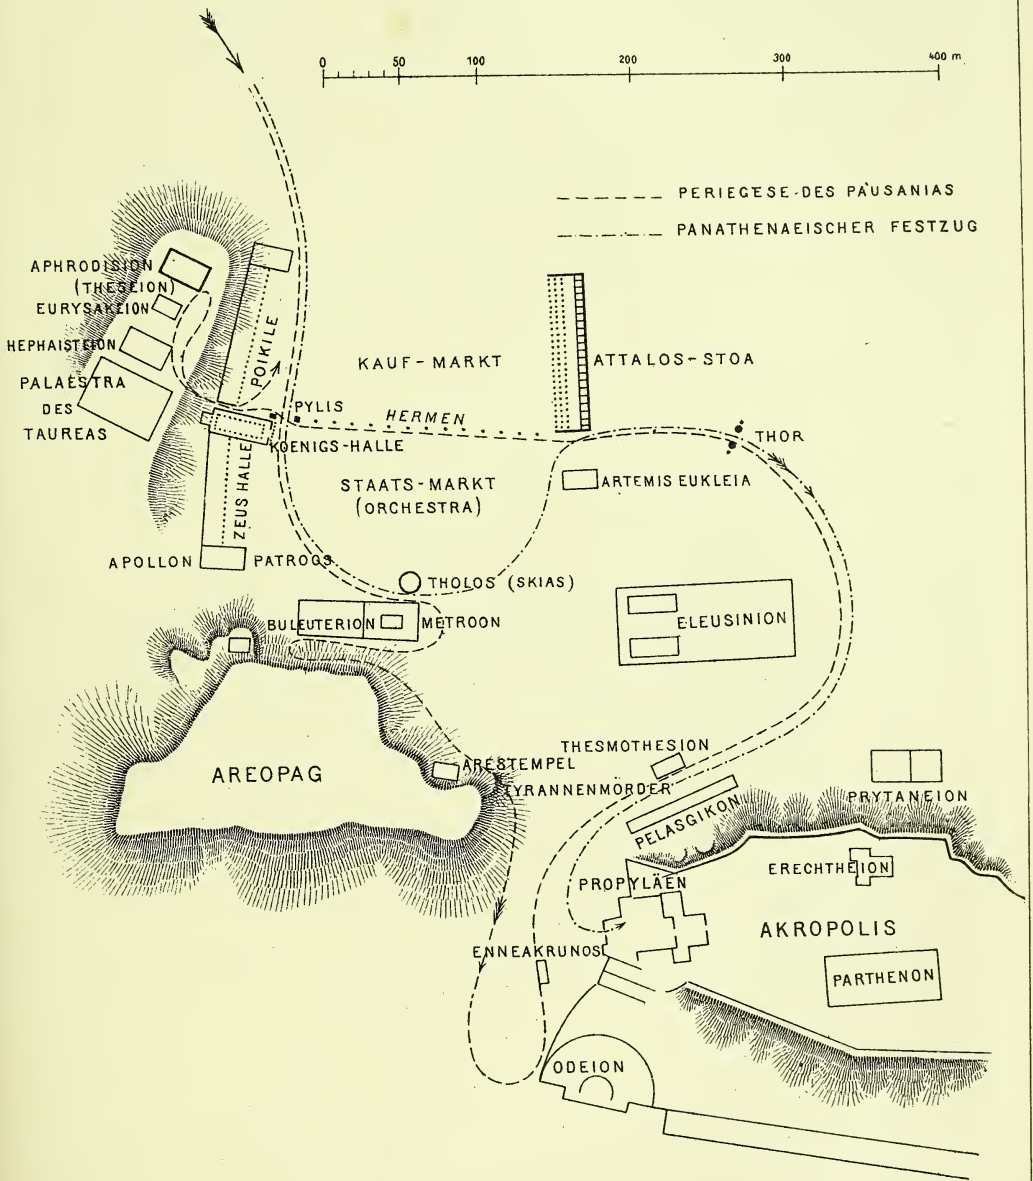 0 50 100 200 300 400 m
PERIEGESE-DES PAUSANIAS
PANATHENAEISCHER FESTZUG
APHRODISION
(THESEION)
EURYSAKEION
HEPHAISTEION
PALAESTRA
DES
TAUREAS
POIKILE
KAUF-MARKT
ATTALOS-STOA
PYLIS
HERMEN
KOENIGS-HALLE
THOR
ZEUS HALLE
STAATS-MARKT
(ORCHESTRA)
ARTEMIS EUKLEIA
APOLLON PATROOS
THOLOS (SKIAS)
BULEUTERION METROON
ELEUSINION
AREOPAG
ARESTEMPEL
TYRANNENMÖRDER
THESMOTHESION
PELASGIKON
PRYTANEION
PROPYLÄEN
ERECHTHEION
AKROPOLIS
ENNEAKRUNOS
PARTHENON
ODEION